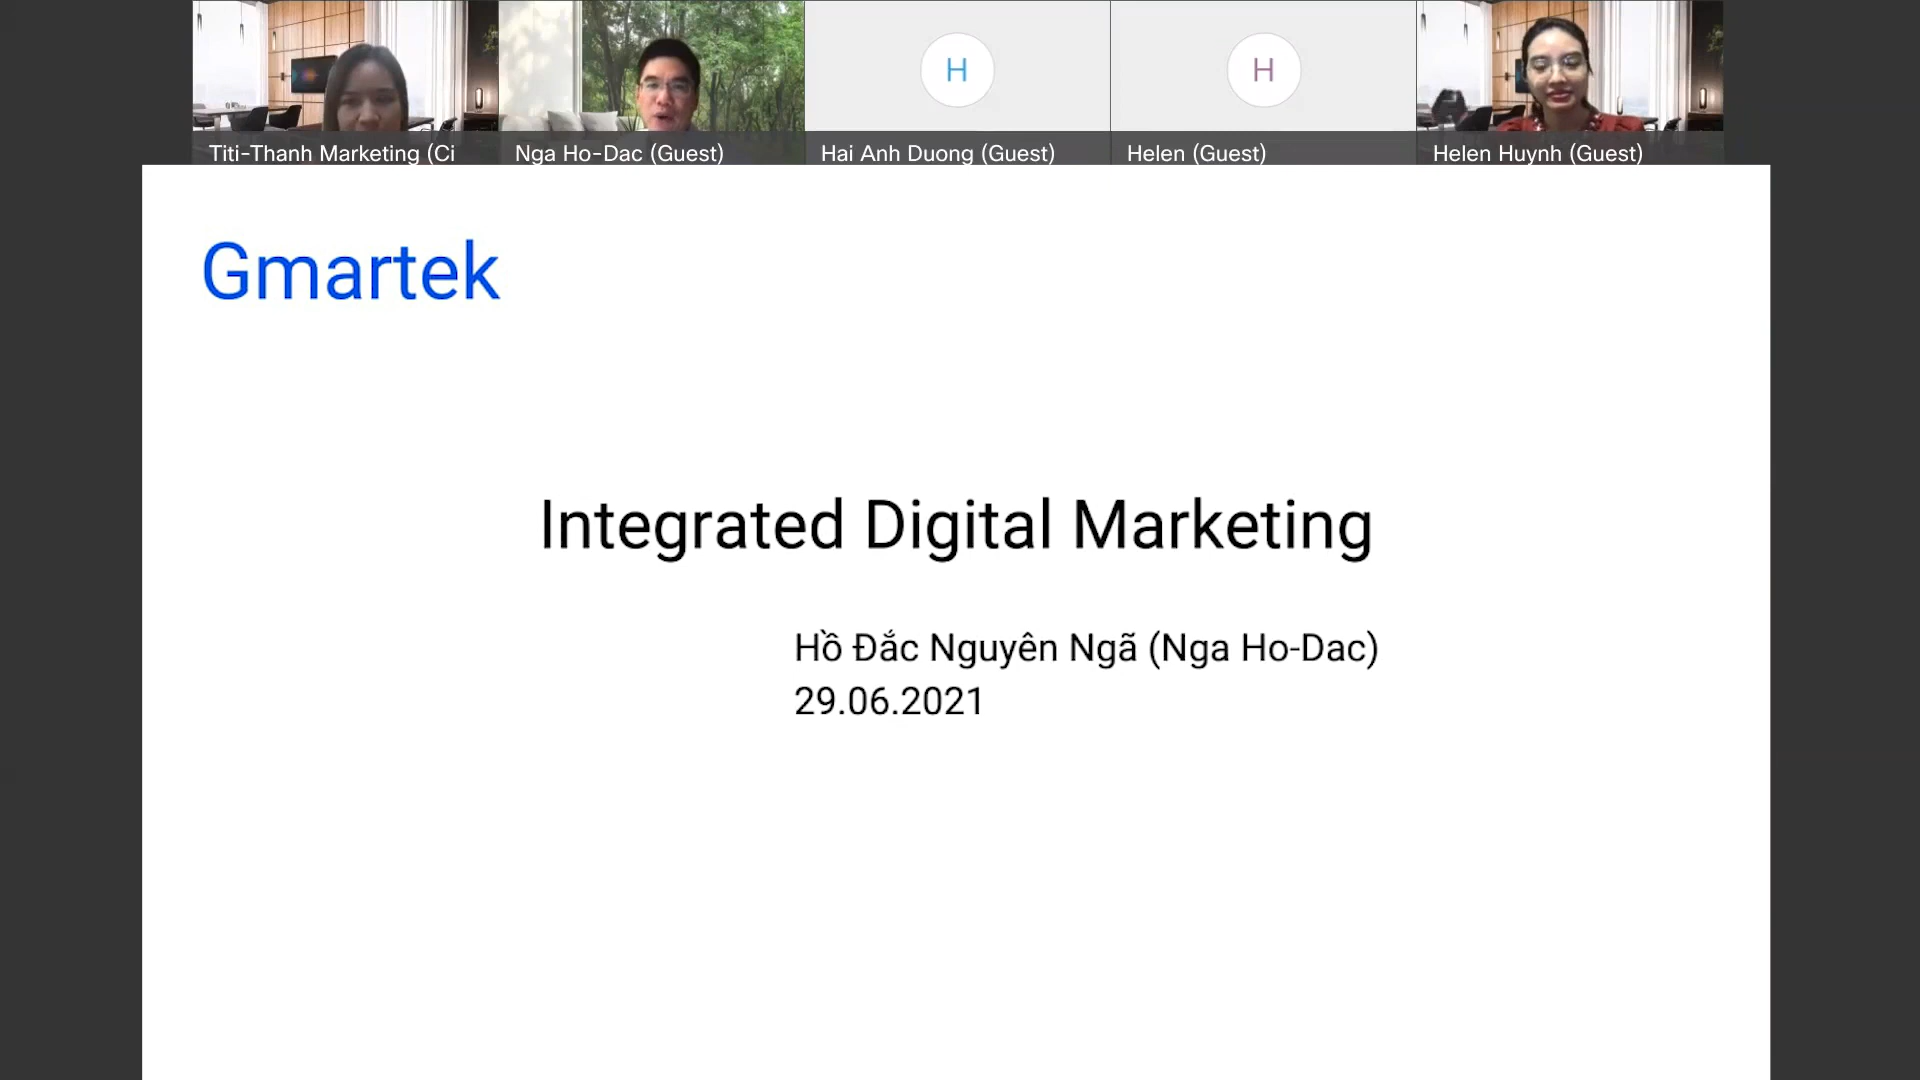 H
H
Titi-Thanh Marketing (Ci
Nga Ho-Dac (Guest)
Hai Anh Duong (Guest)
Helen (Guest)
Helen Huynh (Guest)
Gmartek
Integrated Digital Marketing
Hồ Đắc Nguyên Ngã (Nga Ho-Dac)
29.06.2021